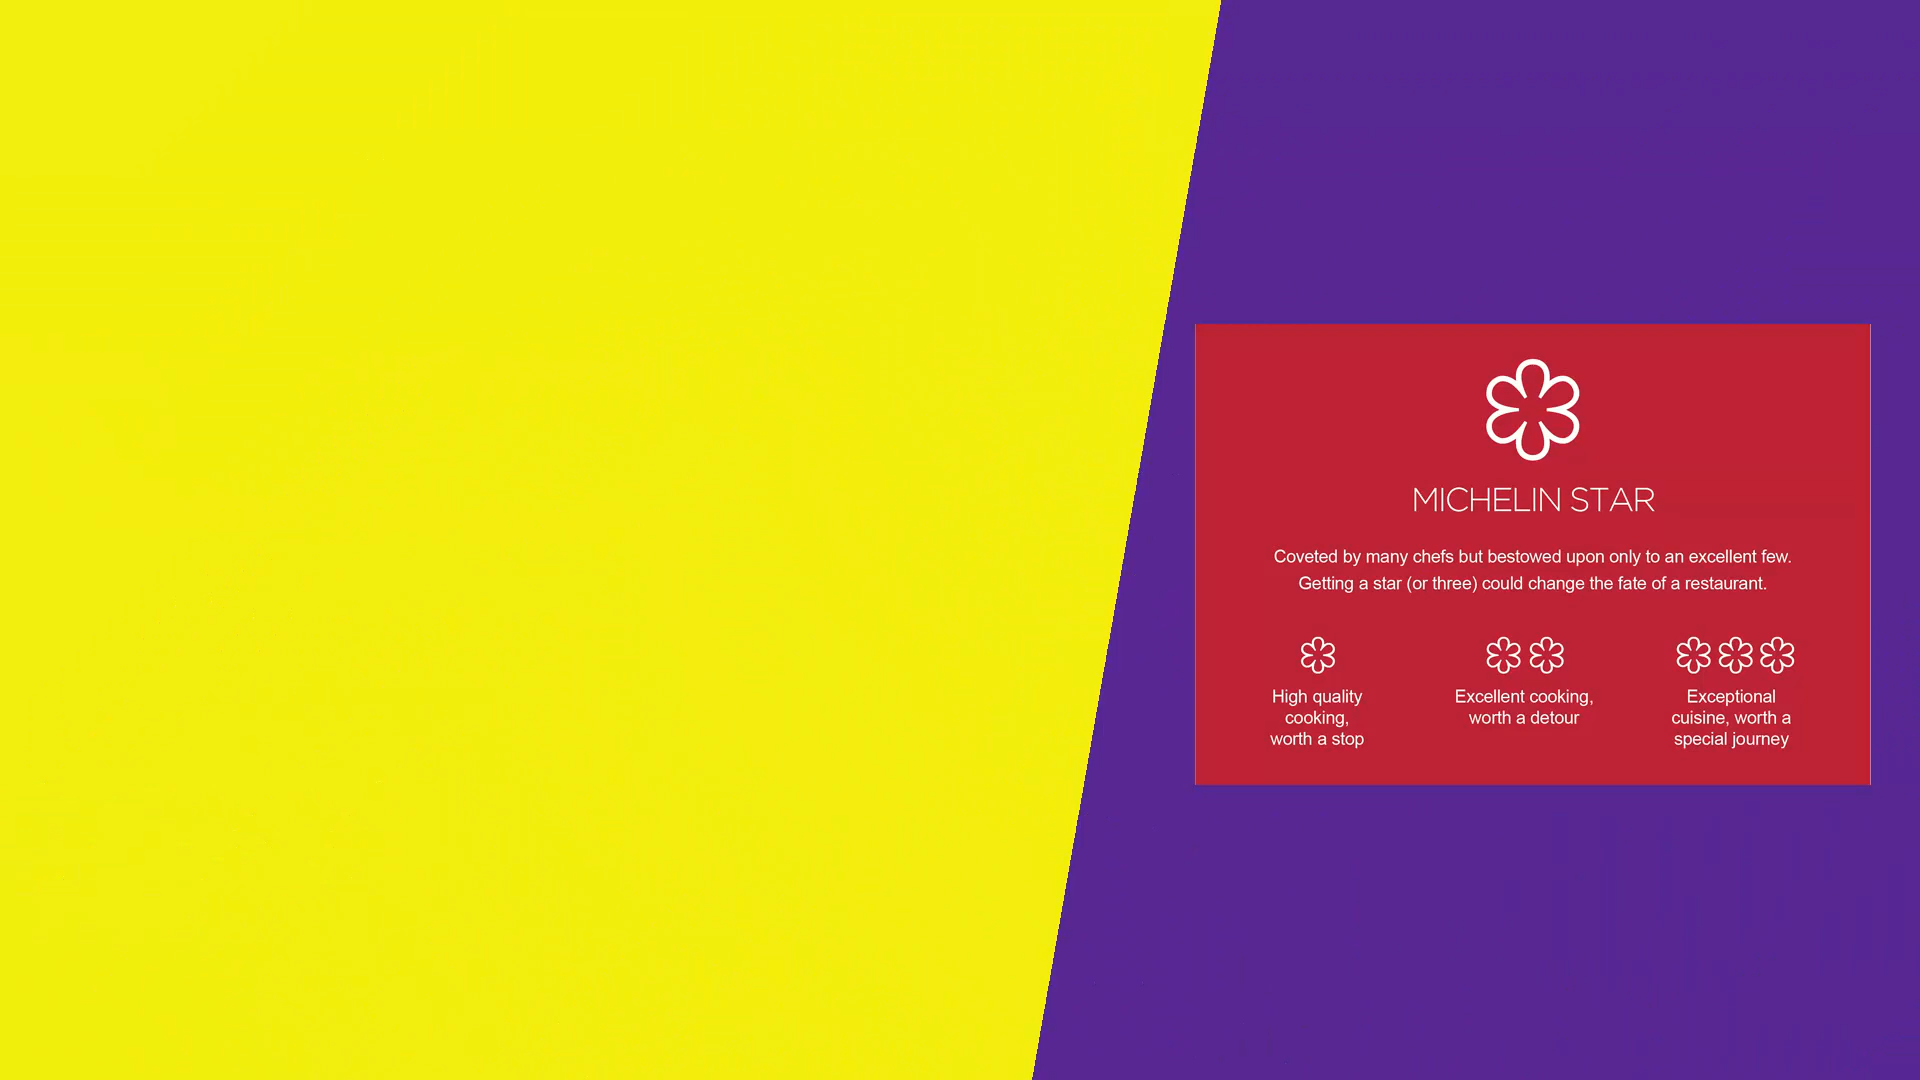 MICHELIN STAR
Coveted by many chefs but bestowed upon only to an excellent few.
Getting a star (or three) could change the fate of a restaurant.
High quality
cooking,
worth a stop
Excellent cooking,
worth a detour
Exceptional
cuisine, worth a
special journey